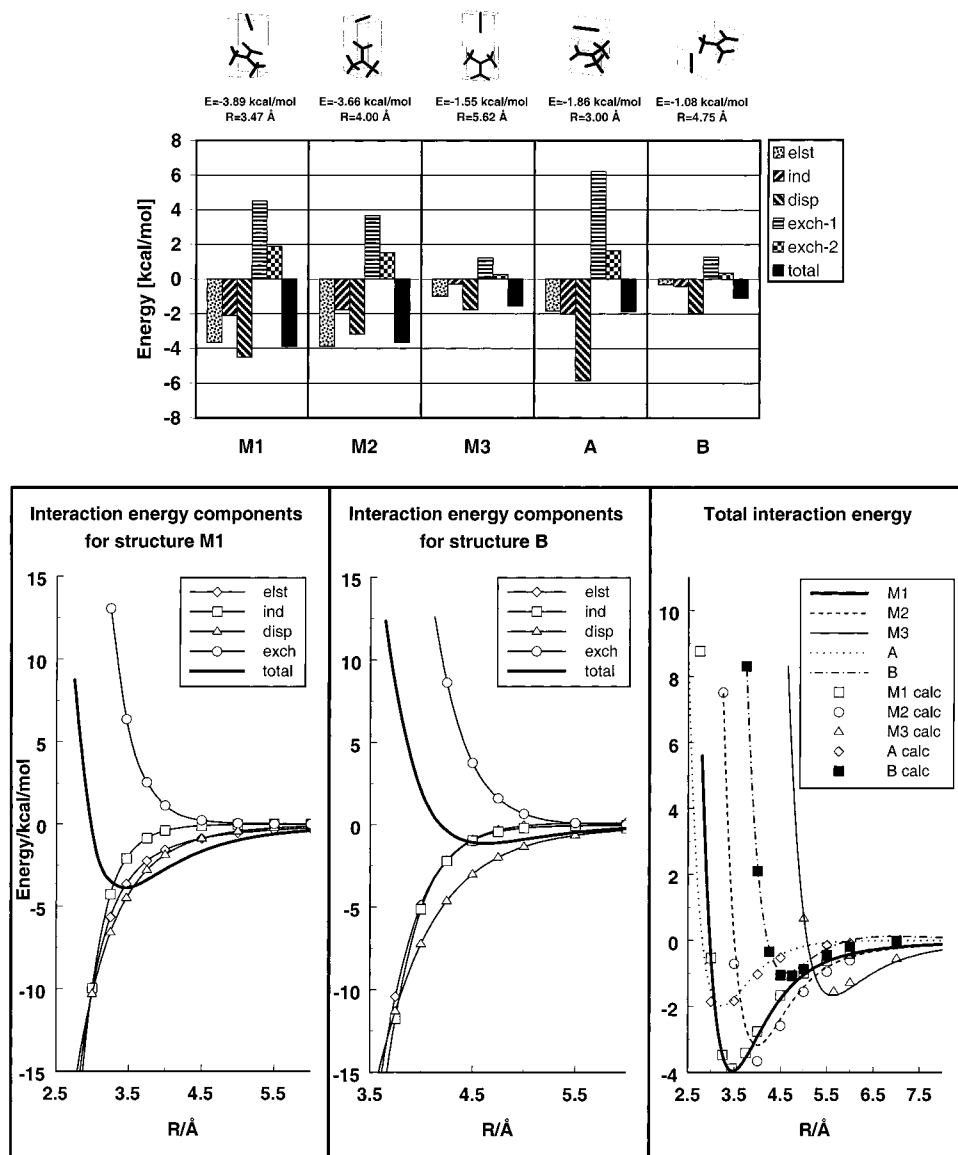 E=-3.89 kcal/mol E=-3.66 kcal/mol E=-1.55 kcal/mol E=-1.86 kcal/mol E=-1.08 kcal/mol
R=3.47 Å R=4.00 Å R=5.62 Å R=3.00 Å R=4.75 Å
Energy [kcal/mol]
8
6
4
2
0
-2
-4
-6
-8
elst
ind
disp
exch-1
exch-2
total
M1 M2 M3 A B
Interaction energy components
for structure M1
Energy/kcal/mol
15
10
5
0
-5
-10
-15
elst
ind
disp
exch
total
2.5 3.5 4.5 5.5
R/Å
Interaction energy components
for structure B
15
10
5
0
-5
-10
-15
elst
ind
disp
exch
total
3.5 4.5 5.5
R/Å
Total interaction energy
10
8
6
4
2
0
-2
-4
M1
M2
M3
A
B
M1 calc
M2 calc
M3 calc
A calc
B calc
2.5 3.5 4.5 5.5 6.5 7.5
R/Å